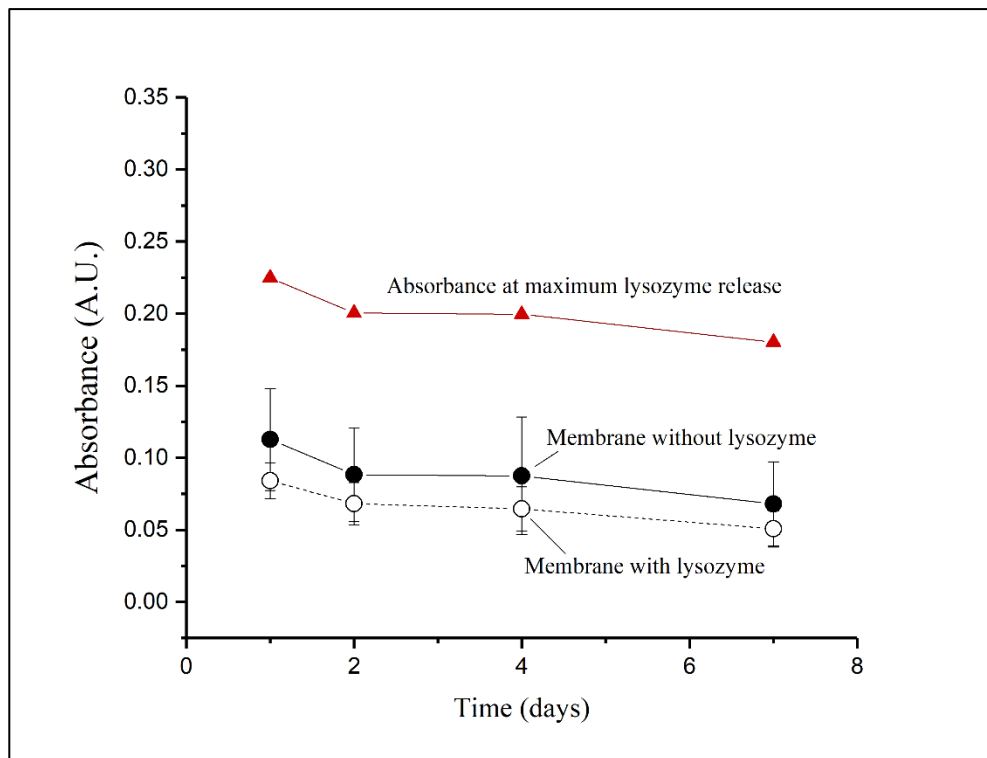 0.35
0.30
0.25
0.20
0.15
0.10
0.05
0.00
Absorbance (A.U.)
Absorbance at maximum lysozyme release
Membrane without lysozyme
Membrane with lysozyme
0 2 4 6 8
Time (days)